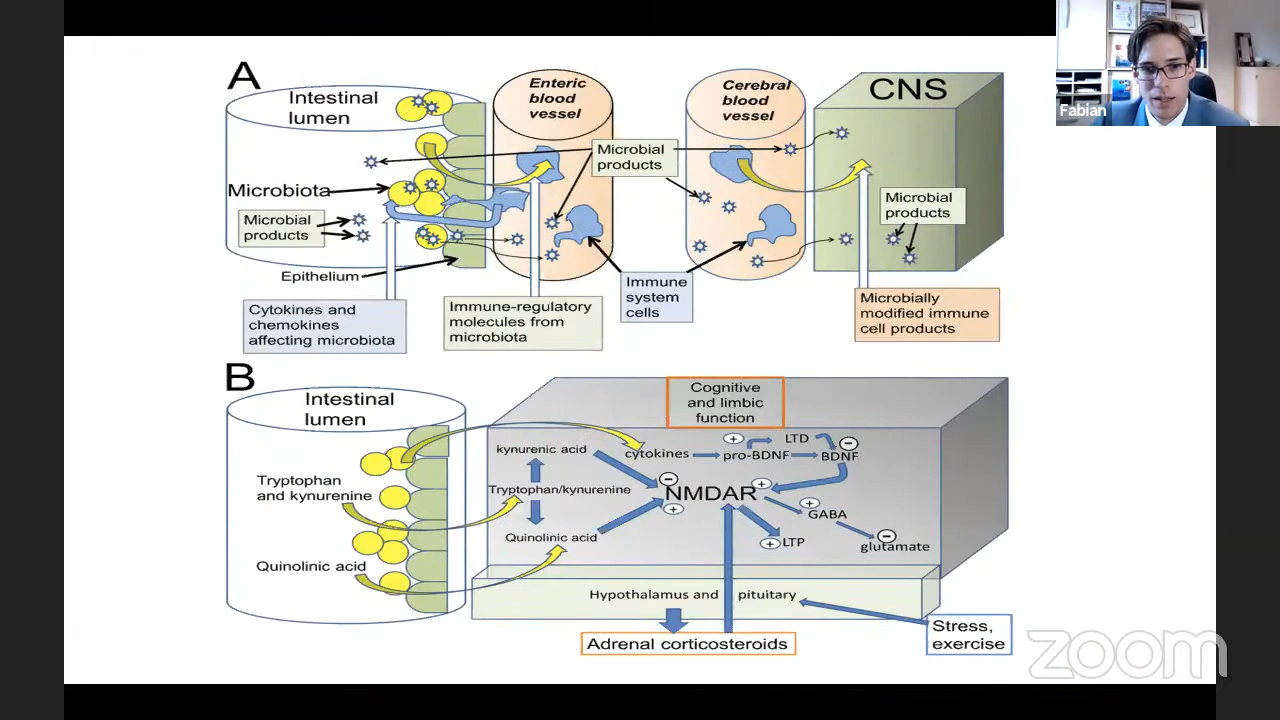 A
Intestinal
lumen
Enteric
blood
vessel
Cerebral
blood
vessel
CNS
Microbial
products
Microbiota
Microbial
products
Microbial
products
Epithelium
Cytokines and
chemokines
affecting microbiota
Immune-regulatory
molecules from
microbiota
Immune
system
cells
Microbially
modified immune
cell products
Fabian
B
Intestinal
lumen
Cognitive
and limbic
function
kynurenic acid
cytokines
pro-BDNF
LTD
BDNF
Tryptophan
and kynurenine
Tryptophan/kynurenine
NMDAR
GABA
Quinolinic acid
LTP
glutamate
Quinolinic acid
Hypothalamus and pituitary
Adrenal corticosteroids
Stress,
exercise
zoom